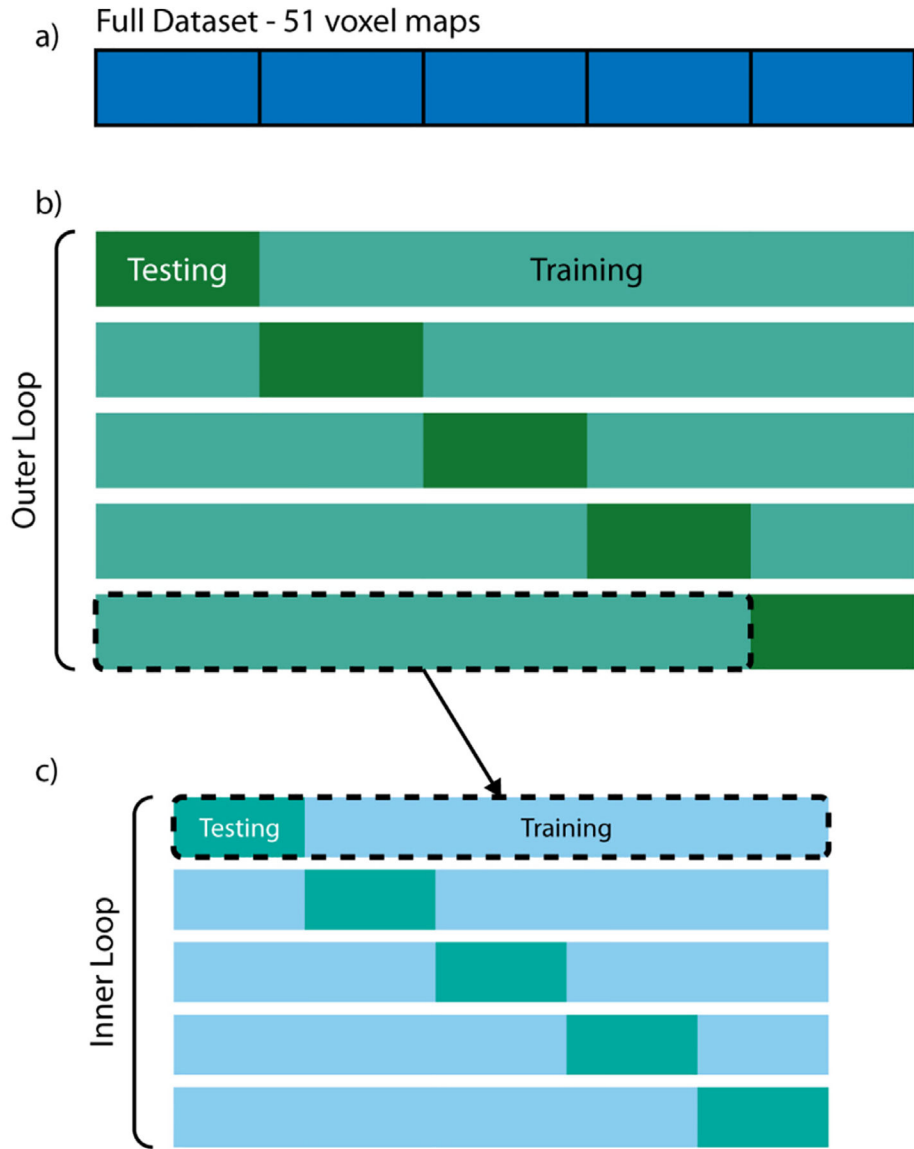 a)
Full Dataset - 51 voxel maps
b)
Outer Loop
Testing
Training
c)
Inner Loop
Testing
Training